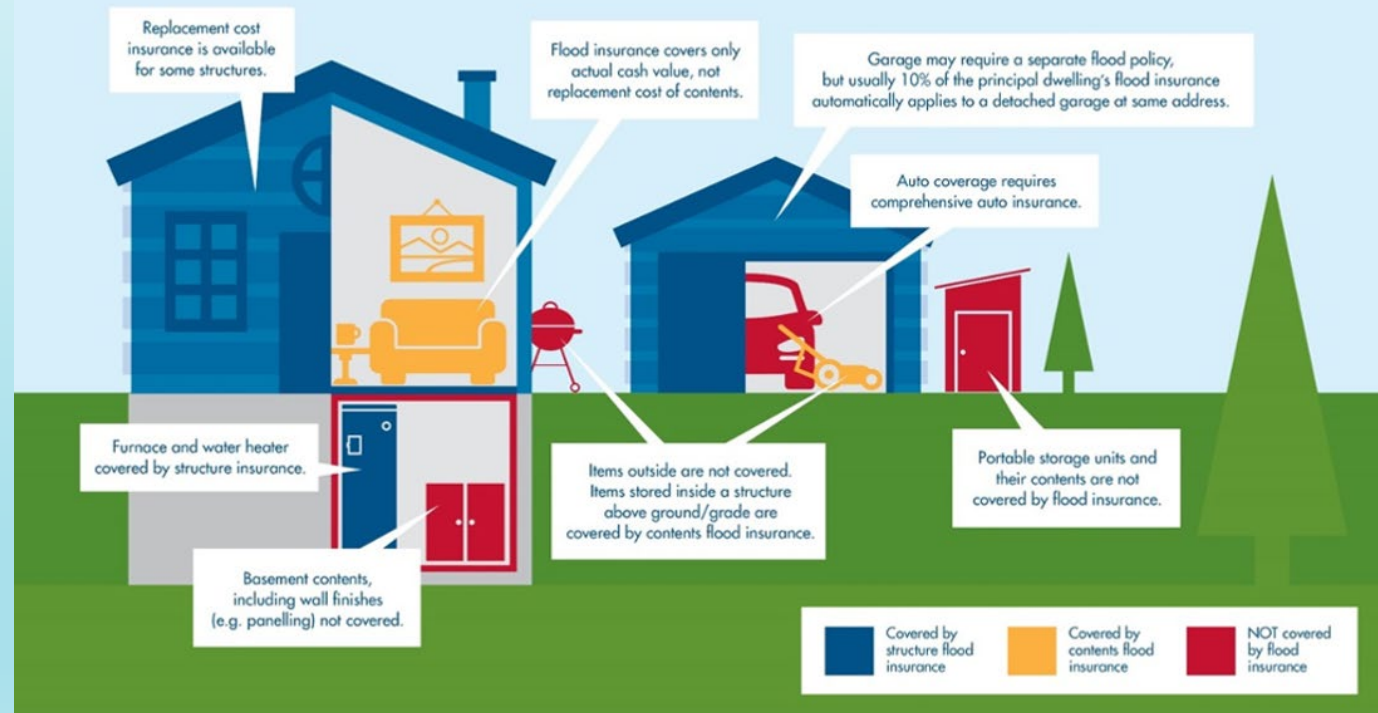 Replacement cost
insurance is available
for some structures.
Flood insurance covers only
actual cash value, not
replacement cost of contents.
Garage may require a separate flood policy,
but usually 10% of the principal dwelling's flood insurance
automatically applies to a detached garage at same address.
Auto coverage requires
comprehensive auto insurance.
Furnace and water heater
covered by structure insurance.
Items outside are not covered.
Items stored inside a structure
above ground/grade are
covered by contents flood insurance.
Portable storage units and
their contents are not
covered by flood insurance.
Basement contents,
including wall finishes
(e.g. panelling) not covered.
Covered by
structure flood
insurance
Covered by
contents flood
insurance
NOT covered
by flood
insurance